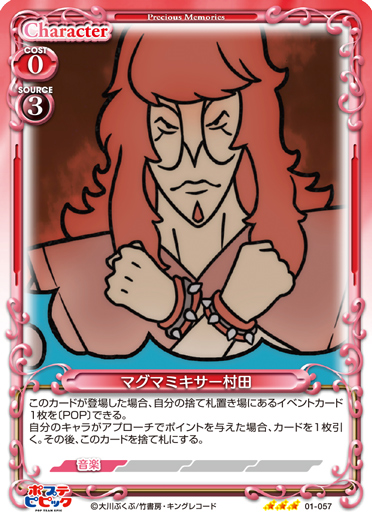 Precious Memories
Character
COST
0
SOURCE
3
マグマミキサー村田
このカードが登場した場合、自分の捨て札置き場にあるイベントカード
1枚を[POP]できる。
自分のキャラがアプローチでポイントを与えた場合、カードを1枚引
く。その後、このカードを捨て札にする。
音楽
ポプテ
ピピック
POP TEAM EPIC
©大川ぶくぶ/竹書房・キングレコード
01-057